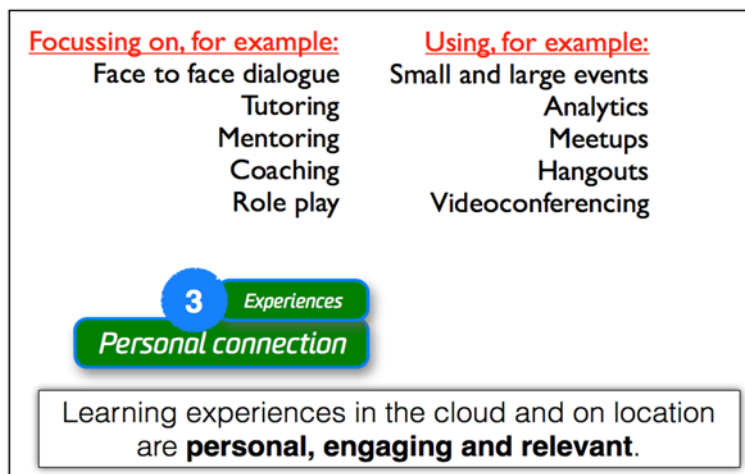 Focussing on, for example:
Face to face dialogue
Tutoring
Mentoring
Coaching
Role play
Using, for example:
Small and large events
Analytics
Meetups
Hangouts
Videoconferencing
3
Experiences
Personal connection
Learning experiences in the cloud and on location
are personal, engaging and relevant.